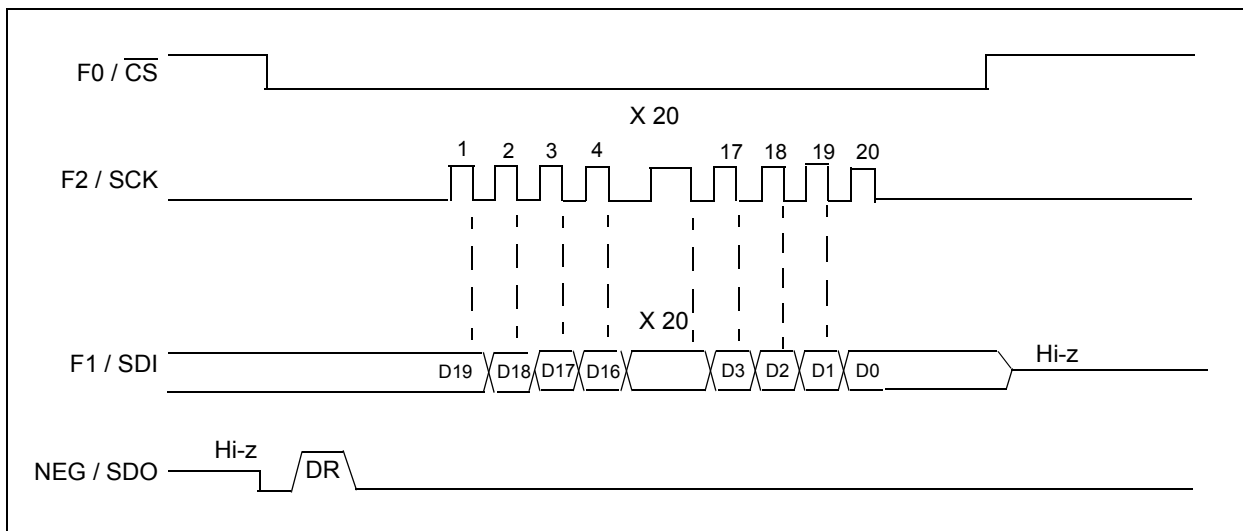 F0 / C̅S̅
X 20
1 2 3 4 17 18 19 20
F2 / SCK
X 20
F1 / SDI
D19 D18 D17 D16 D3 D2 D1 D0
Hi-z
Hi-z
NEG / SDO
DR